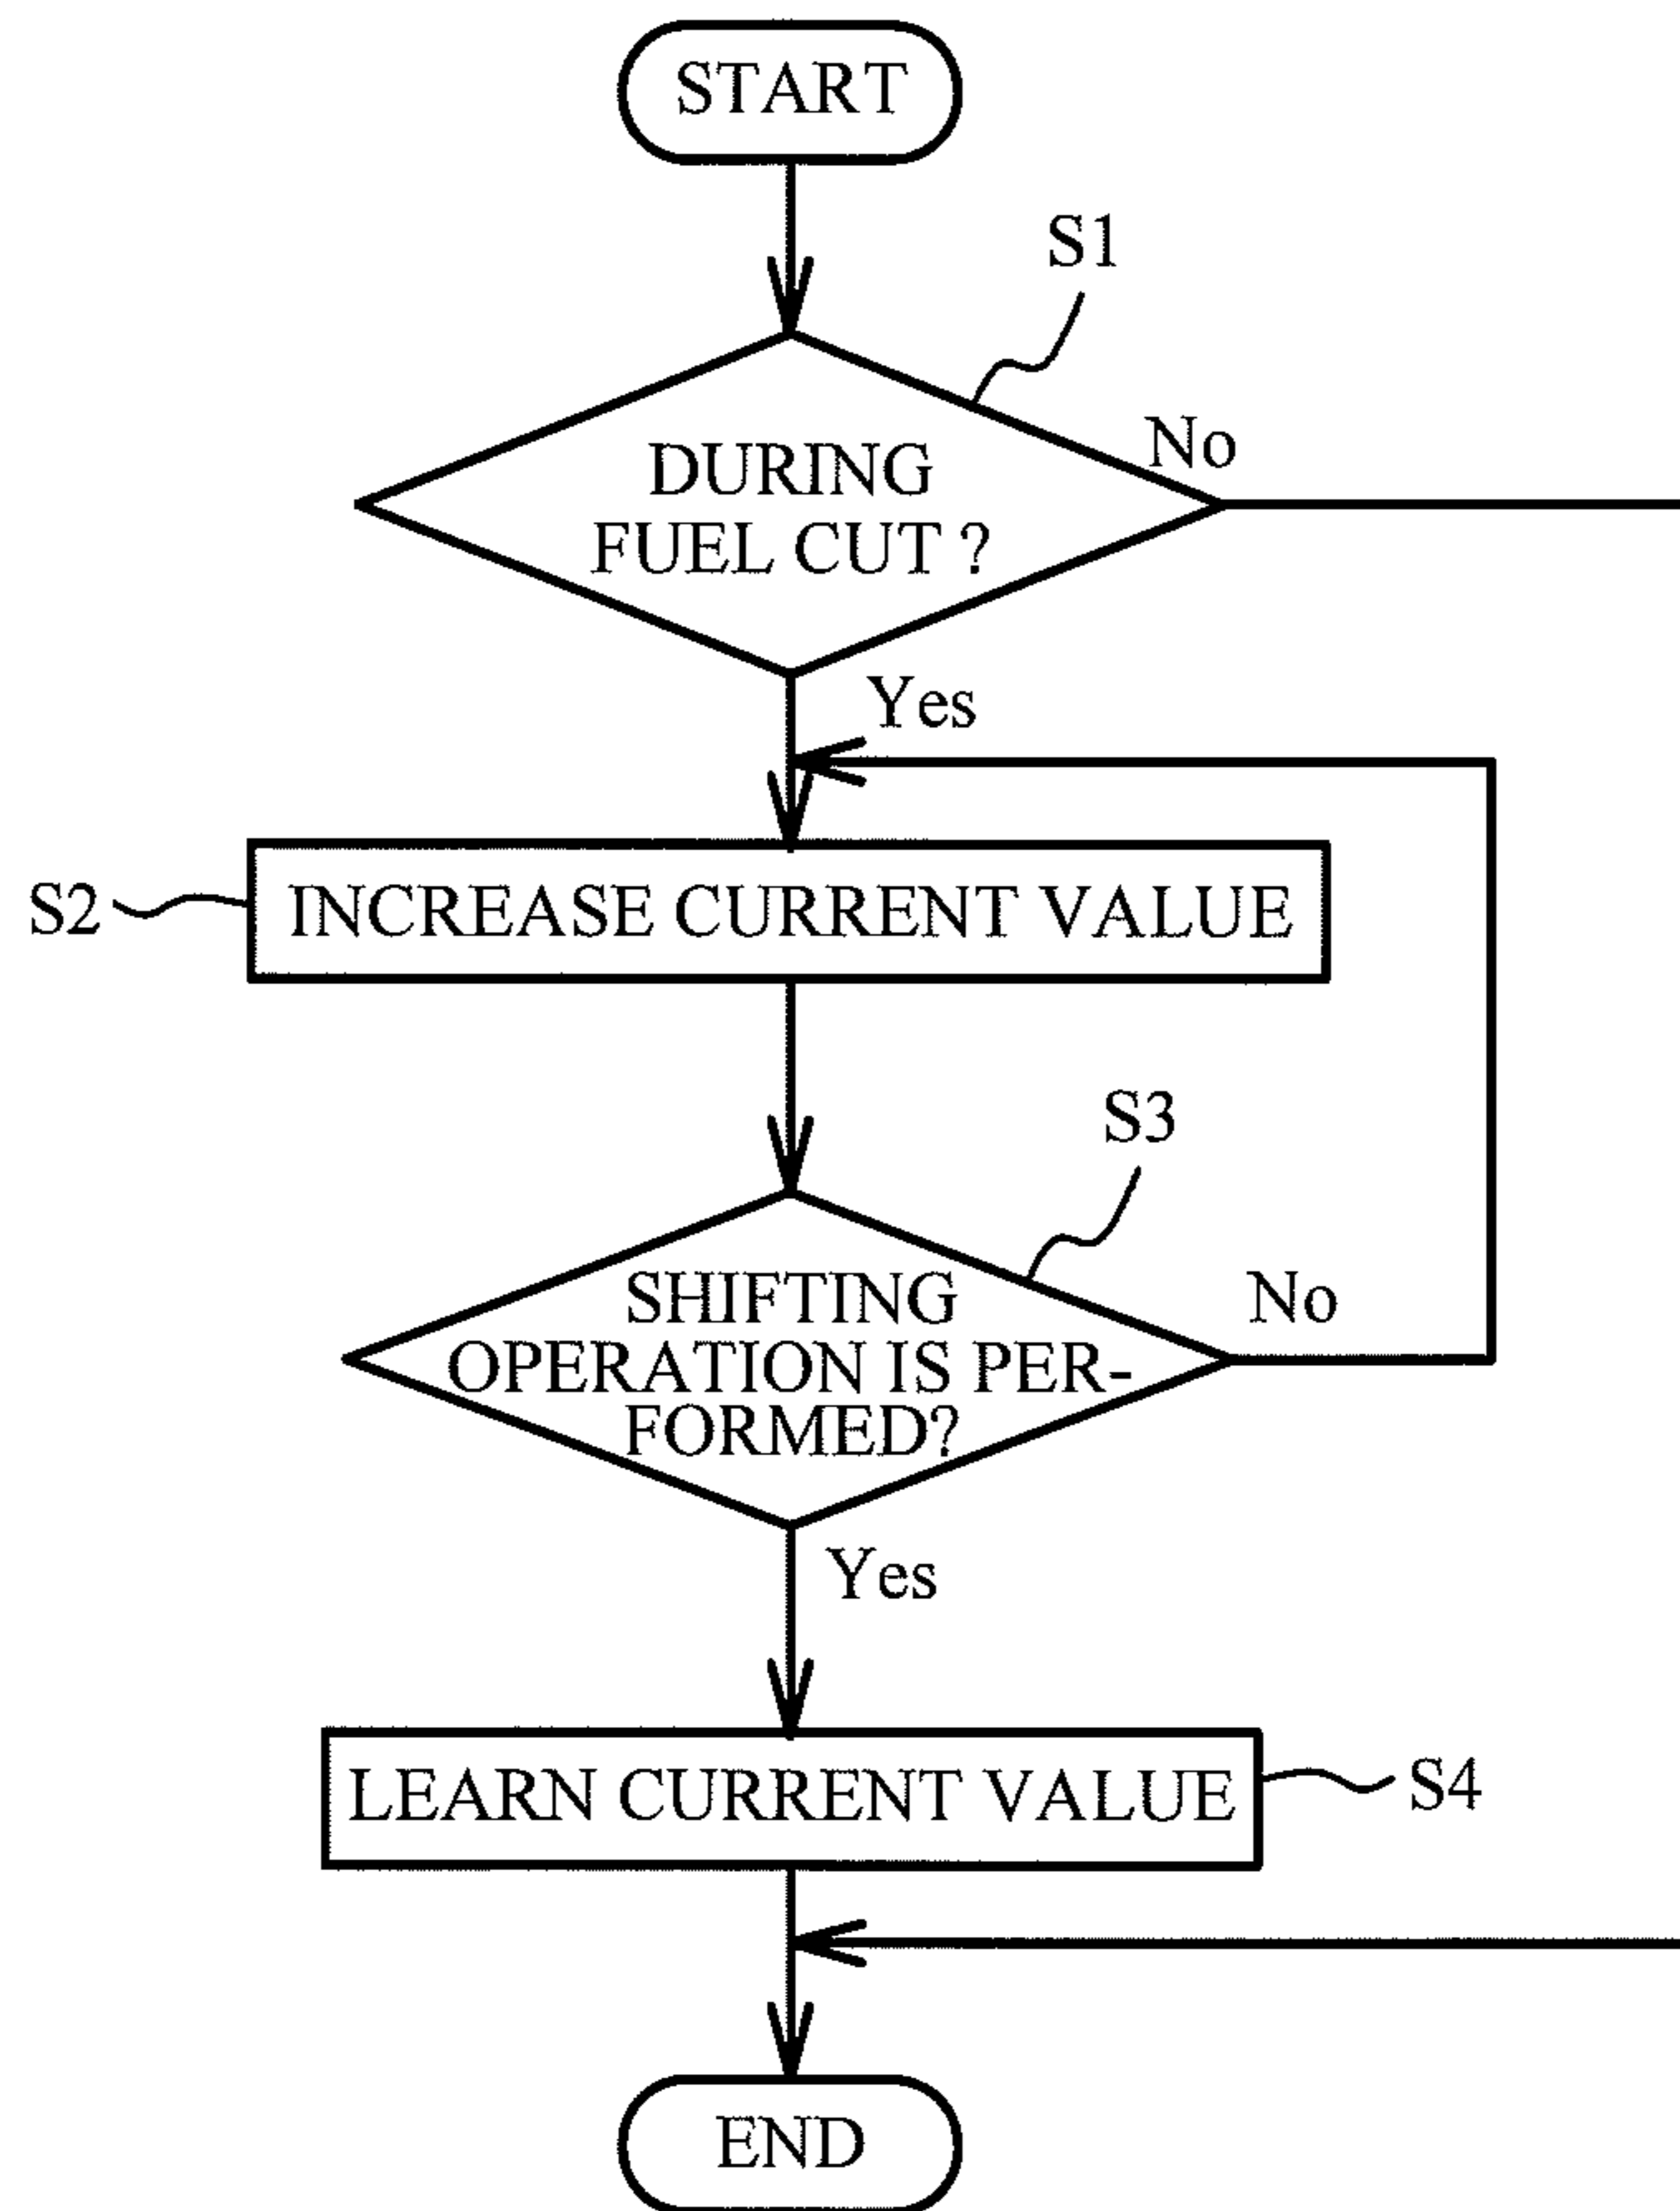 START
S1
No
DURING
FUEL CUT ?
Yes
S2
INCREASE CURRENT VALUE
S3
SHIFTING
No
OPERATION IS PER-
FORMED?
Yes
LEARN CURRENT VALUE
S4
END